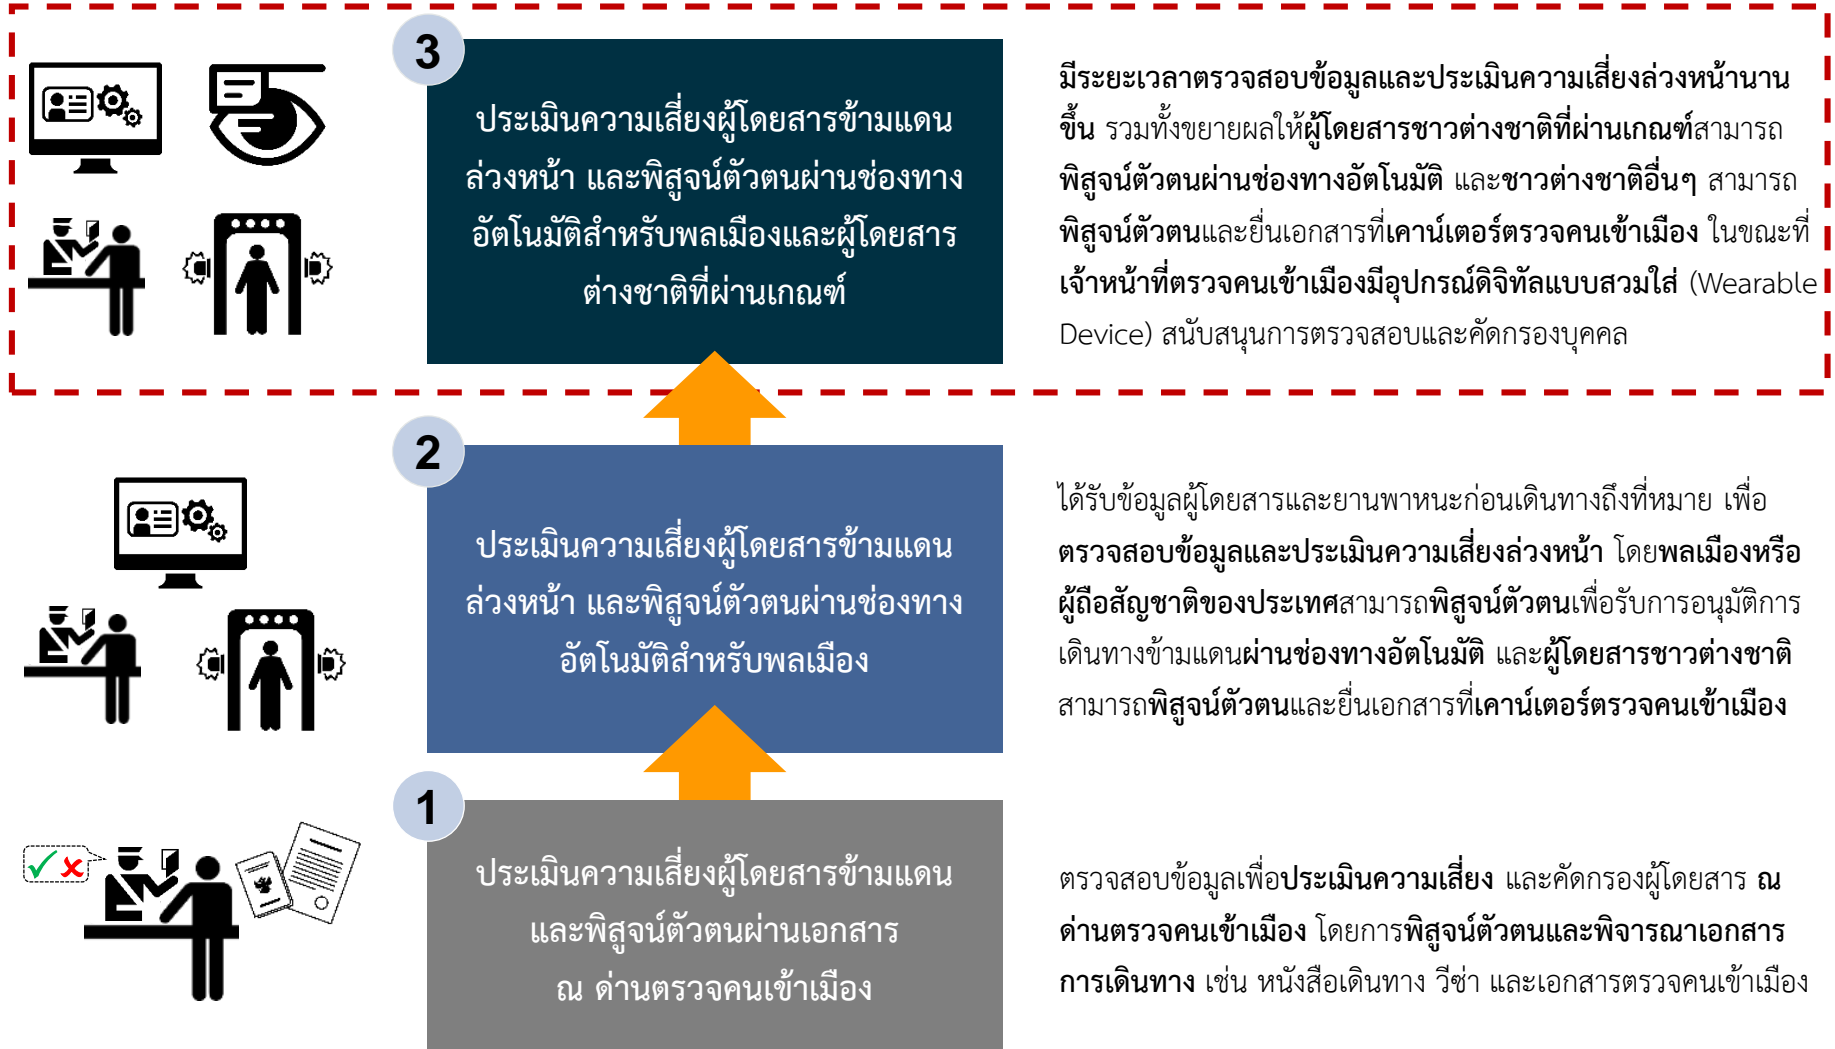 3
ประเมินความเสี่ยงผู้โดยสารข้ามแดน
ล่วงหน้า และพิสูจน์ตัวตนผ่านช่องทาง
อัตโนมัติสำหรับพลเมืองและผู้โดยสาร
ต่างชาติที่ผ่านเกณฑ์
มีระยะเวลาตรวจสอบข้อมูลและประเมินความเสี่ยงล่วงหน้านาน
ขึ้น รวมทั้งขยายผลให้ผู้โดยสารชาวต่างชาติที่ผ่านเกณฑ์สามารถ
พิสูจน์ตัวตนผ่านช่องทางอัตโนมัติ และชาวต่างชาติอื่นๆ สามารถ
พิสูจน์ตัวตนและยื่นเอกสารที่เคาน์เตอร์ตรวจคนเข้าเมือง ในขณะที่
เจ้าหน้าที่ตรวจคนเข้าเมืองมีอุปกรณ์ดิจิทัลแบบสวมใส่ (Wearable
Device) สนับสนุนการตรวจสอบและคัดกรองบุคคล
2
ประเมินความเสี่ยงผู้โดยสารข้ามแดน
ล่วงหน้า และพิสูจน์ตัวตนผ่านช่องทาง
อัตโนมัติสำหรับพลเมือง
ได้รับข้อมูลผู้โดยสารและยานพาหนะก่อนเดินทางถึงที่หมาย เพื่อ
ตรวจสอบข้อมูลและประเมินความเสี่ยงล่วงหน้า โดยพลเมืองหรือ
ผู้ถือสัญชาติของประเทศสามารถพิสูจน์ตัวตนเพื่อรับการอนุมัติการ
เดินทางข้ามแดนผ่านช่องทางอัตโนมัติ และผู้โดยสารชาวต่างชาติ
สามารถพิสูจน์ตัวตนและยื่นเอกสารที่เคาน์เตอร์ตรวจคนเข้าเมือง
1
ประเมินความเสี่ยงผู้โดยสารข้ามแดน
และพิสูจน์ตัวตนผ่านเอกสาร
ณ ด่านตรวจคนเข้าเมือง
ตรวจสอบข้อมูลเพื่อประเมินความเสี่ยง และคัดกรองผู้โดยสาร ณ
ด่านตรวจคนเข้าเมือง โดยการพิสูจน์ตัวตนและพิจารณาเอกสาร
การเดินทาง เช่น หนังสือเดินทาง วีซ่า และเอกสารตรวจคนเข้าเมือง